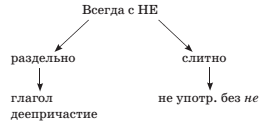 Всегда с НЕ
раздельно слитно
глагол не употр. без не
деепричастие